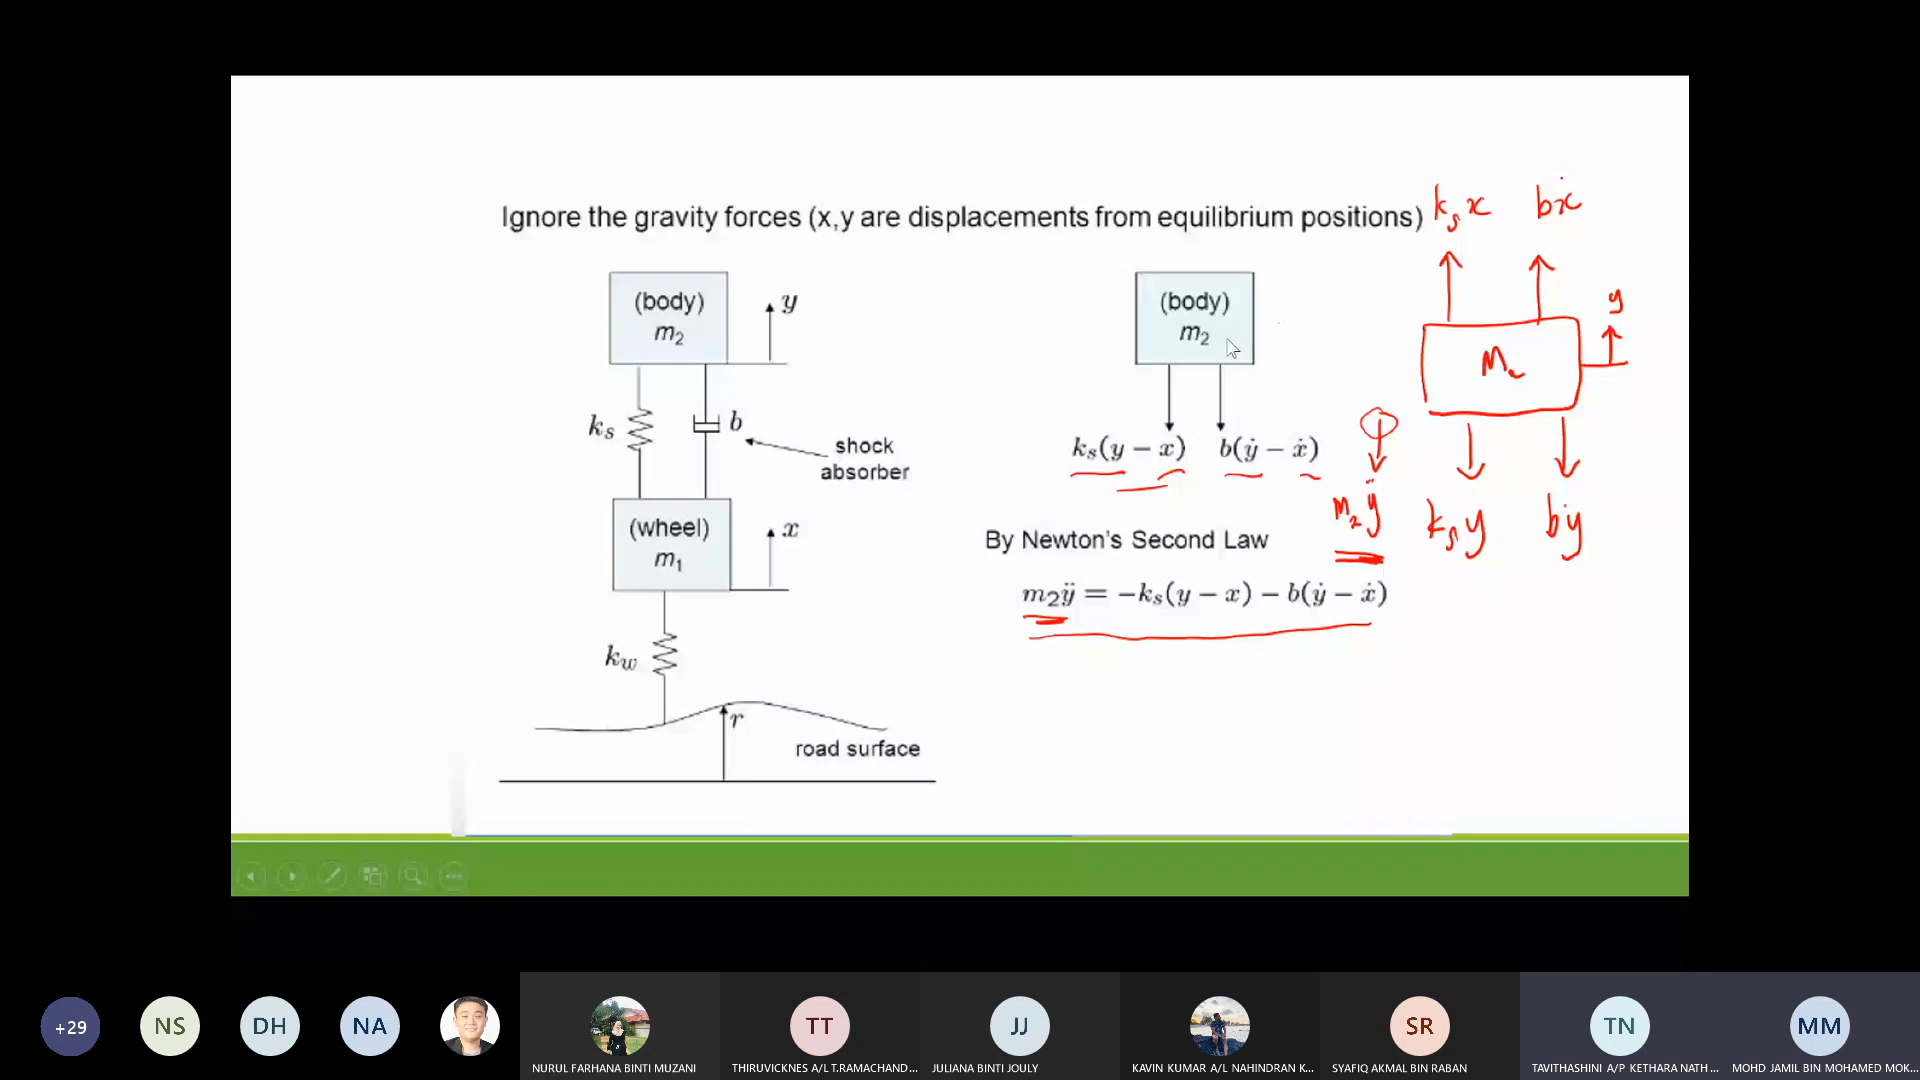 Ignore the gravity forces (x,y are displacements from equilibrium positions)
kₛx
bẋ
(body)
m₂
y
(body)
m₂
M₂
y
kₛ
b
shock
absorber
kₛ(y − x)
b(ẏ − ẋ)
(wheel)
m₁
x
m₂ÿ
kₛy
bẏ
By Newton's Second Law
m₂ÿ = −kₛ(y − x) − b(ẏ − ẋ)
k_w
r
road surface
+29
NS
DH
NA
TT
JJ
SR
TN
MM
NURUL FARHANA BINTI MUZANI
THIRUVICKNES A/L T.RAMACHAND...
JULIANA BINTI JOULY
KAVIN KUMAR A/L NAHINDRAN K...
SYAFIQ AKMAL BIN RABAN
TAVITHASHINI A/P KETHARA NATH ...
MOHD JAMIL BIN MOHAMED MOK...